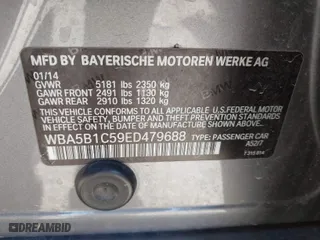 MFD BY BAYERISCHE MOTOREN WERKE AG
01/14
GVWR 5181 lbs 2350 kg
GAWR FRONT 2491 lbs 1130 kg
GAWR REAR 2910 lbs 1320 kg
THIS VEHICLE CONFORMS TO ALL APPLICABLE
FEDERAL MOTOR VEHICLE
SAFETY, BUMPER, AND THEFT PREVENTION
STANDARDS IN EFFECT ON THE DATE OF
MANUFACTURE SHOWN ABOVE.
WBA5B1C59ED479688 TYPE: PASSENGER CAR
A52/7